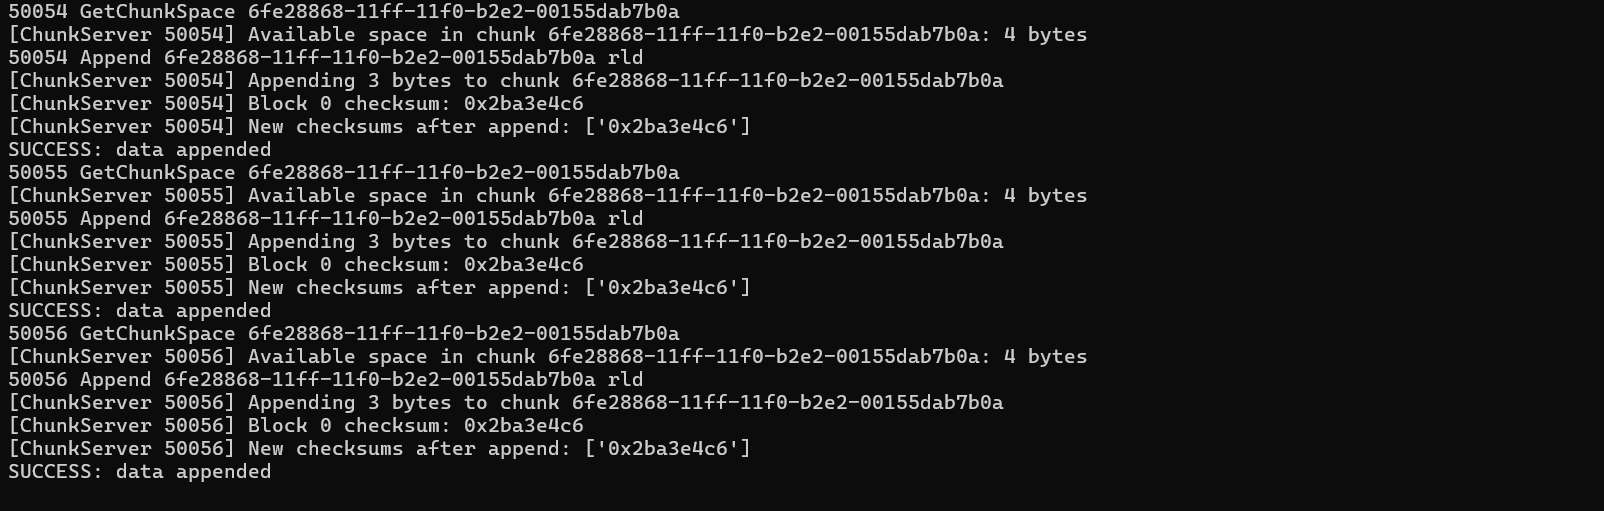 50054 GetChunkSpace 6fe28868-11ff-11f0-b2e2-00155dab7b0a
[ChunkServer 50054] Available space in chunk 6fe28868-11ff-11f0-b2e2-00155dab7b0a: 4 bytes
50054 Append 6fe28868-11ff-11f0-b2e2-00155dab7b0a rld
[ChunkServer 50054] Appending 3 bytes to chunk 6fe28868-11ff-11f0-b2e2-00155dab7b0a
[ChunkServer 50054] Block 0 checksum: 0x2ba3e4c6
[ChunkServer 50054] New checksums after append: ['0x2ba3e4c6']
SUCCESS: data appended
50055 GetChunkSpace 6fe28868-11ff-11f0-b2e2-00155dab7b0a
[ChunkServer 50055] Available space in chunk 6fe28868-11ff-11f0-b2e2-00155dab7b0a: 4 bytes
50055 Append 6fe28868-11ff-11f0-b2e2-00155dab7b0a rld
[ChunkServer 50055] Appending 3 bytes to chunk 6fe28868-11ff-11f0-b2e2-00155dab7b0a
[ChunkServer 50055] Block 0 checksum: 0x2ba3e4c6
[ChunkServer 50055] New checksums after append: ['0x2ba3e4c6']
SUCCESS: data appended
50056 GetChunkSpace 6fe28868-11ff-11f0-b2e2-00155dab7b0a
[ChunkServer 50056] Available space in chunk 6fe28868-11ff-11f0-b2e2-00155dab7b0a: 4 bytes
50056 Append 6fe28868-11ff-11f0-b2e2-00155dab7b0a rld
[ChunkServer 50056] Appending 3 bytes to chunk 6fe28868-11ff-11f0-b2e2-00155dab7b0a
[ChunkServer 50056] Block 0 checksum: 0x2ba3e4c6
[ChunkServer 50056] New checksums after append: ['0x2ba3e4c6']
SUCCESS: data appended